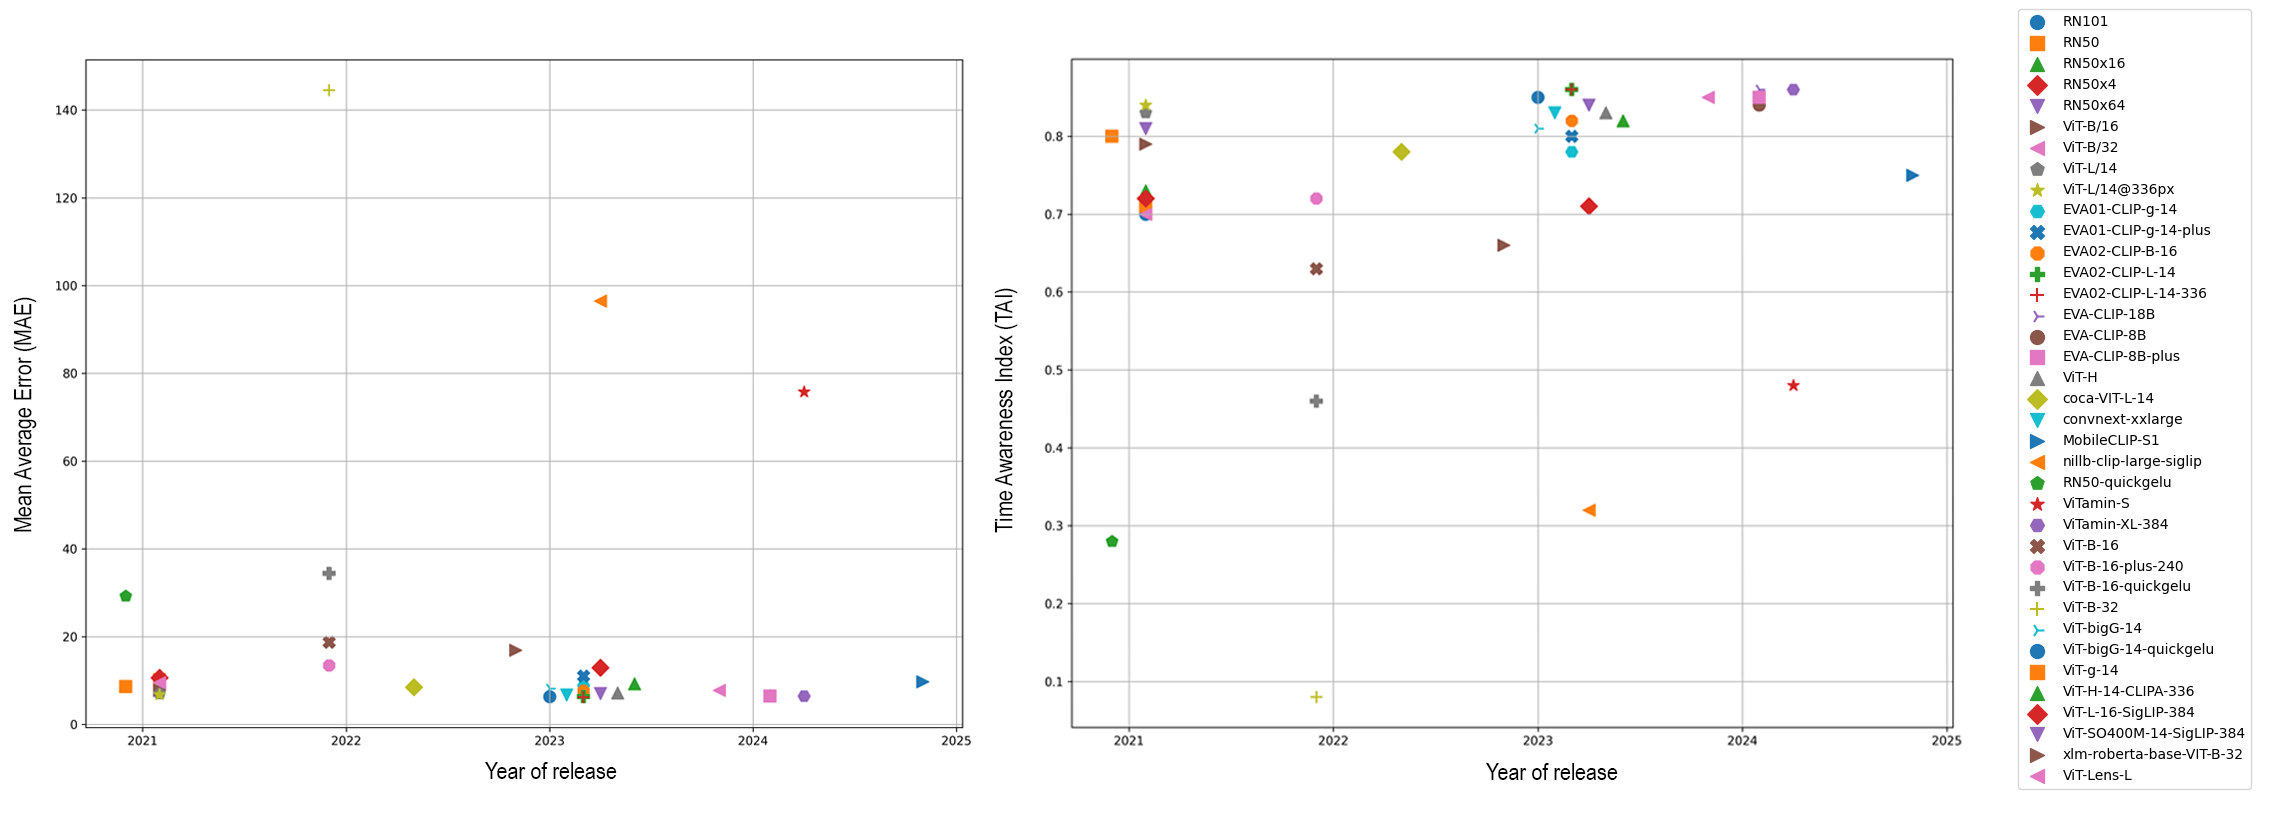 Mean Average Error (MAE)
140
120
100
80
60
40
20
0
2021
2022
2023
2024
2025
Year of release
Time Awareness Index (TAI)
0.8
0.7
0.6
0.5
0.4
0.3
0.2
0.1
2021
2022
2023
2024
2025
Year of release
RN101
RN50
RN50x16
RN50x4
RN50x64
ViT-B/16
ViT-B/32
ViT-L/14
ViT-L/14@336px
EVA01-CLIP-g-14
EVA01-CLIP-g-14-plus
EVA02-CLIP-B-16
EVA02-CLIP-L-14
EVA02-CLIP-L-14-336
EVA-CLIP-18B
EVA-CLIP-8B
EVA-CLIP-8B-plus
ViT-H
coca-VIT-L-14
convnext-xxlarge
MobileCLIP-S1
nillb-clip-large-siglip
RN50-quickgelu
ViTamin-S
ViTamin-XL-384
ViT-B-16
ViT-B-16-plus-240
ViT-B-16-quickgelu
ViT-B-32
ViT-bigG-14
ViT-bigG-14-quickgelu
ViT-g-14
ViT-H-14-CLIPA-336
ViT-L-16-SigLIP-384
ViT-SO400M-14-SigLIP-384
xlm-roberta-base-VIT-B-32
ViT-Lens-L